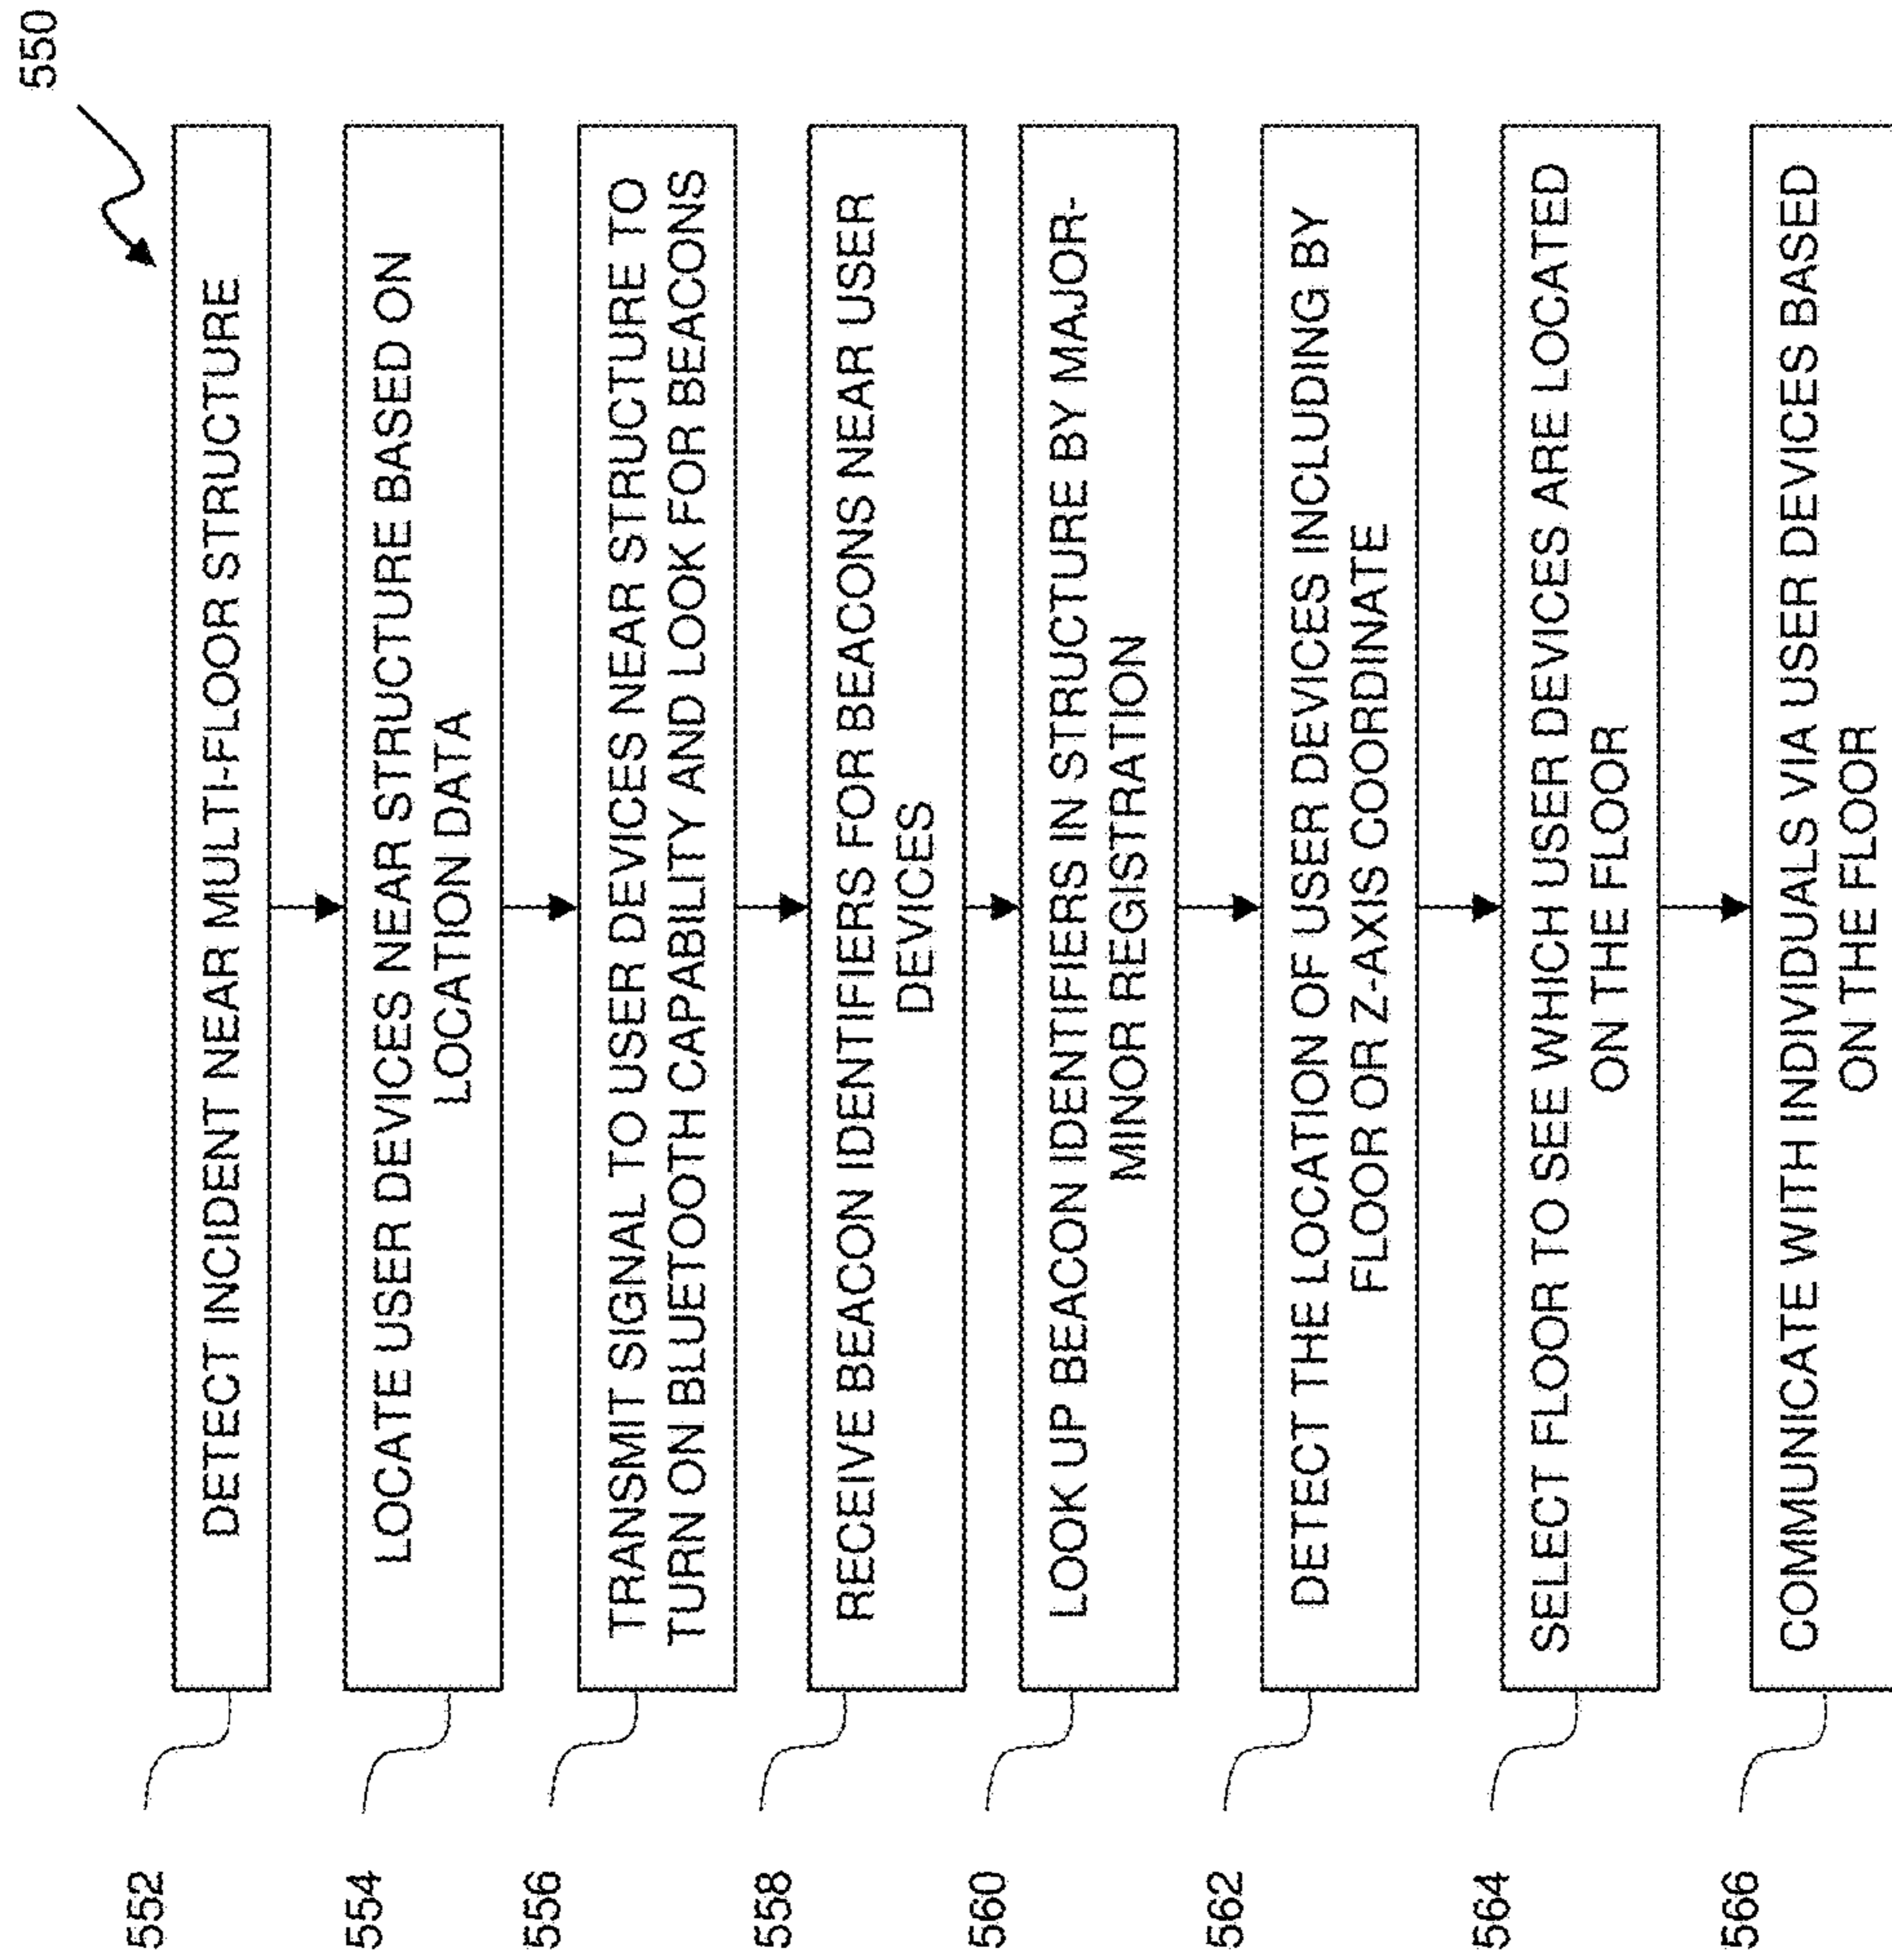 550
552
DETECT INCIDENT NEAR MULTI-FLOOR STRUCTURE
554
LOCATE USER DEVICES NEAR STRUCTURE BASED ON
LOCATION DATA
556
TRANSMIT SIGNAL TO USER DEVICES NEAR STRUCTURE TO
TURN ON BLUETOOTH CAPABILITY AND LOOK FOR BEACONS
558
RECEIVE BEACON IDENTIFIERS FOR BEACONS NEAR USER
DEVICES
560
LOOK UP BEACON IDENTIFIERS IN STRUCTURE BY MAJOR-
MINOR REGISTRATION
562
DETECT THE LOCATION OF USER DEVICES INCLUDING BY
FLOOR OR Z-AXIS COORDINATE
564
SELECT FLOOR TO SEE WHICH USER DEVICES ARE LOCATED
ON THE FLOOR
566
COMMUNICATE WITH INDIVIDUALS VIA USER DEVICES BASED
ON THE FLOOR